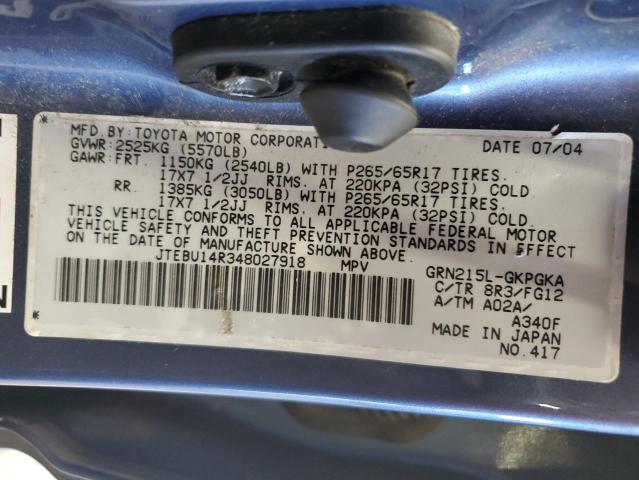 MFD.BY:TOYOTA MOTOR CORPORATI DATE 07/04
GVWR:2525KG (5570LB)
GAWR:FRT. 1150KG (2540LB) WITH P265/65R17 TIRES.
17X7 1/2JJ RIMS. AT 220KPA (32PSI) COLD
RR. 1385KG (3050LB) WITH P265/65R17 TIRES.
17X7 1/2JJ RIMS. AT 220KPA (32PSI) COLD
THIS VEHICLE CONFORMS TO ALL APPLICABLE FEDERAL MOTOR
VEHICLE SAFETY AND THEFT PREVENTION STANDARDS IN EFFECT
ON THE DATE OF MANUFACTURE SHOWN ABOVE.
JTEBU14R348027918 MPV GRN215L-GKPGKA
C/TR 8R3/FG12
A/TM A02A/
A340F
MADE IN JAPAN
NO.417